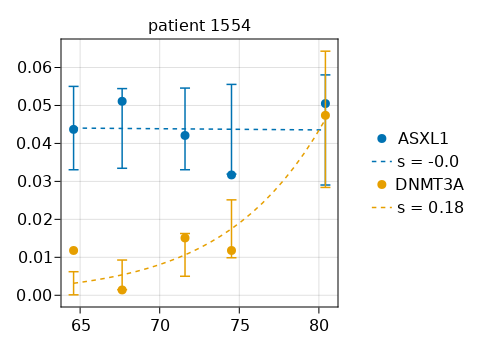 patient 1554
0.06
0.05
0.04
0.03
0.02
0.01
0.00
65 70 75 80
ASXL1
s = -0.0
DNMT3A
s = 0.18